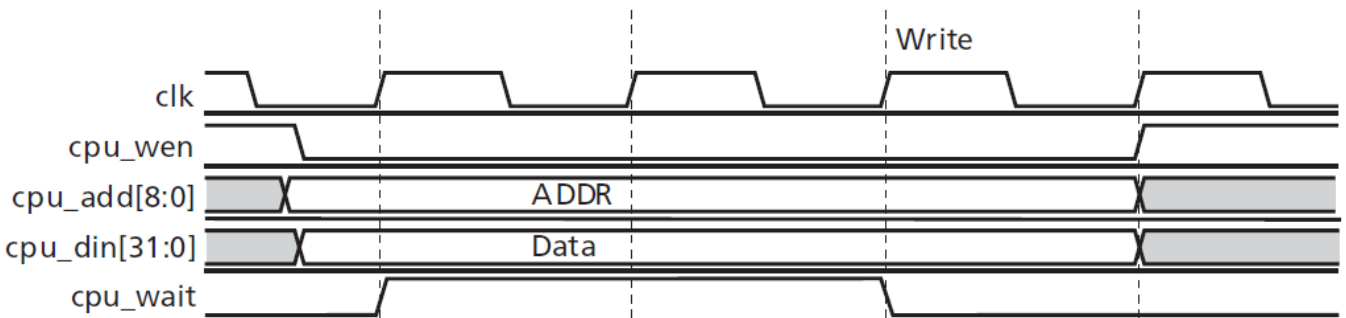 Write
clk
cpu_wen
cpu_add[8:0]
ADDR
cpu_din[31:0]
Data
cpu_wait